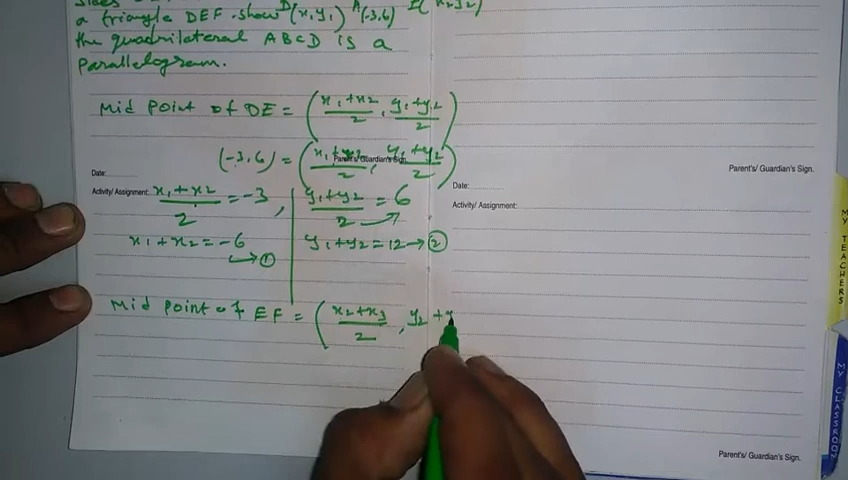 a triangle DEF. show D(x,y,) A(-3,6)
the quadrilateral ABCD is a
parallelogram.
Mid Point of DE = (x₁+x₂/2, y₁+y₂/2)
(-3,6) = (x₁+x₂/2, y₁+y₂/2)
Parent's/ Guardian's Sign.
Date:
Activity/ Assignment:
x₁+x₂/2 = -3, y₁+y₂/2 = 6
x₁+x₂ = -6 → ① y₁+y₂ = 12 → ②
Mid point of EF = (x₂+x₃/2, y₂+
Parent's/ Guardian's Sign.
Date:
Activity/ Assignment:
Parent's/ Guardian's Sign.
MY TEACHERS
MY CLASSROOM